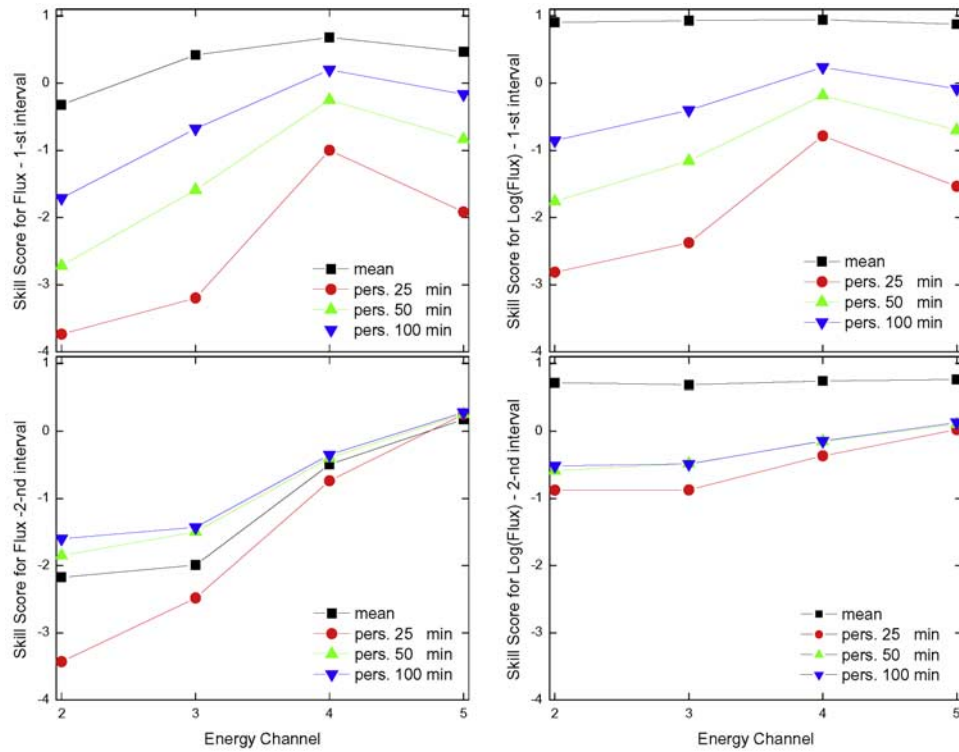 Skill Score for Flux - 1-st interval
1
0
-1
-2
-3
-4
mean
pers. 25 min
pers. 50 min
pers. 100 min
Skill Score for Log(Flux) - 1-st interval
1
0
-1
-2
-3
-4
mean
pers. 25 min
pers. 50 min
pers. 100 min
Skill Score for Flux -2-nd interval
1
0
-1
-2
-3
-4
mean
pers. 25 min
pers. 50 min
pers. 100 min
2 3 4 5
Energy Channel
Skill Score for Log(Flux) - 2-nd interval
1
0
-1
-2
-3
-4
mean
pers. 25 min
pers. 50 min
pers. 100 min
2 3 4 5
Energy Channel